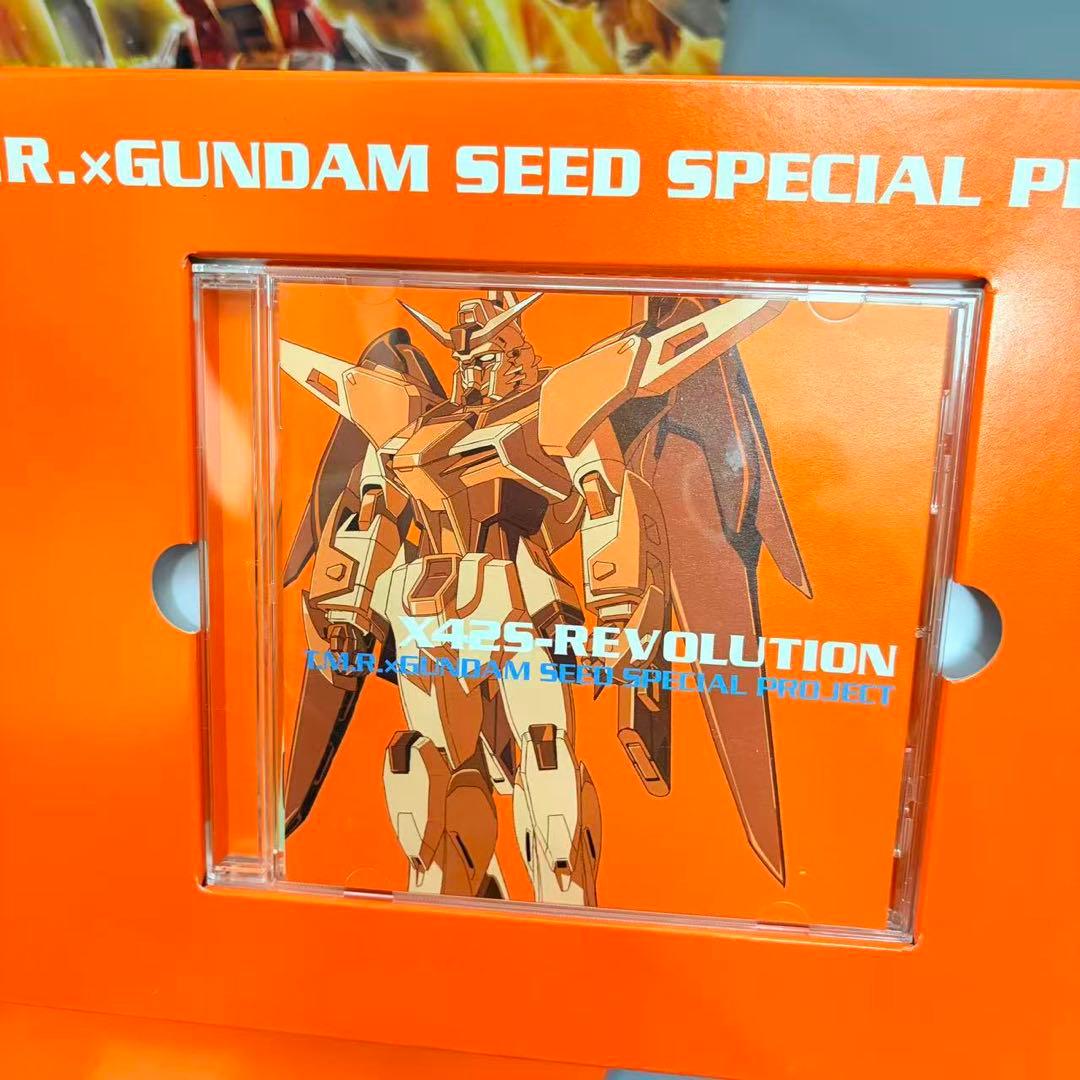 .R.×GUNDAM SEED SPECIAL P
X42S-REVOLUTION
T.M.R.×GUNDAM SEED SPECIAL PROJECT